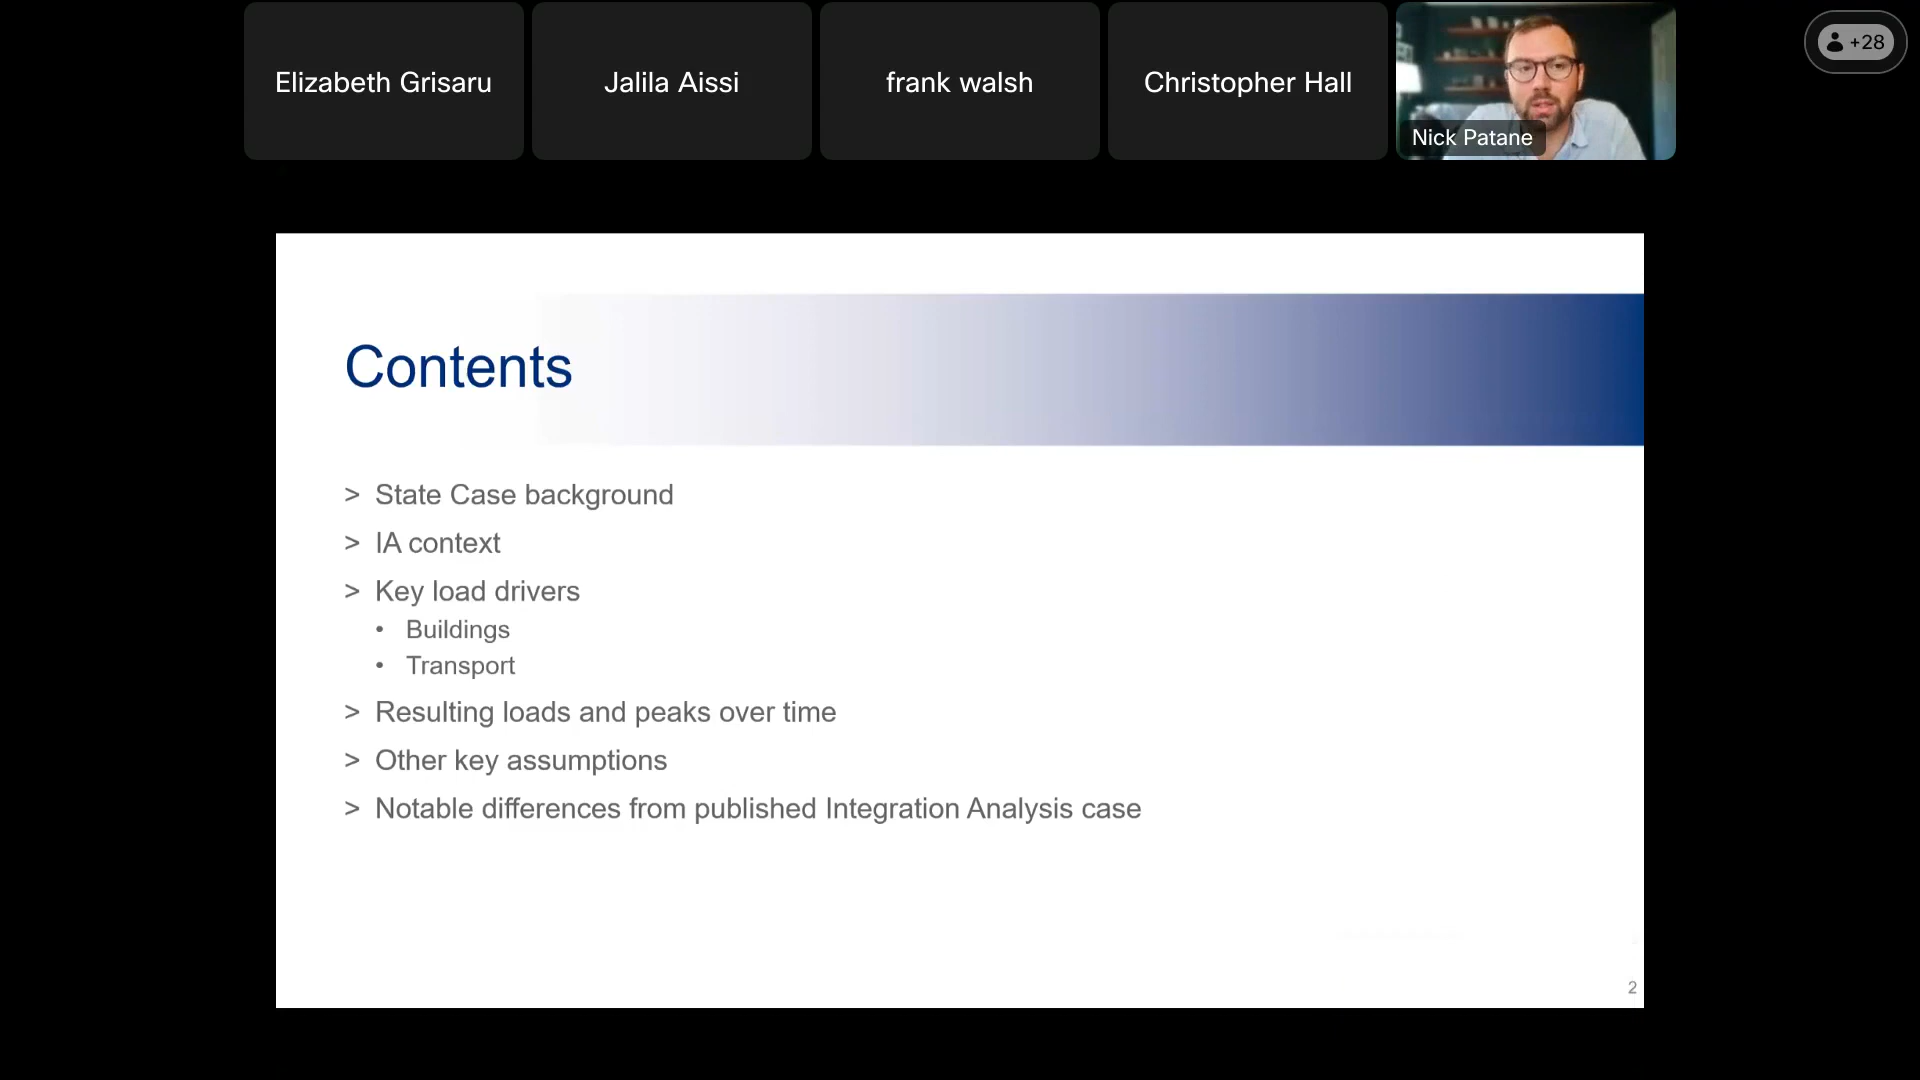 Elizabeth Grisaru
Jalila Aissi
frank walsh
Christopher Hall
Nick Patane
+28
Contents
> State Case background
> IA context
> Key load drivers
• Buildings
• Transport
> Resulting loads and peaks over time
> Other key assumptions
> Notable differences from published Integration Analysis case
2